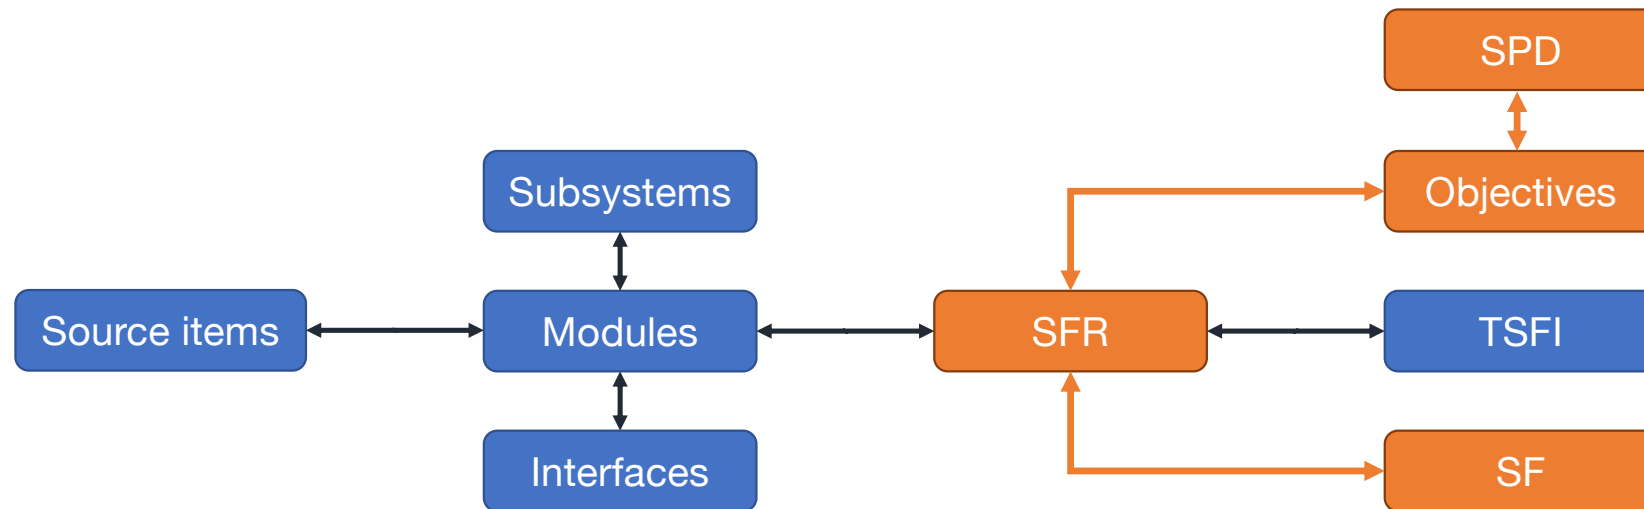 SPD
Subsystems
Objectives
Source items
Modules
SFR
TSFI
Interfaces
SF